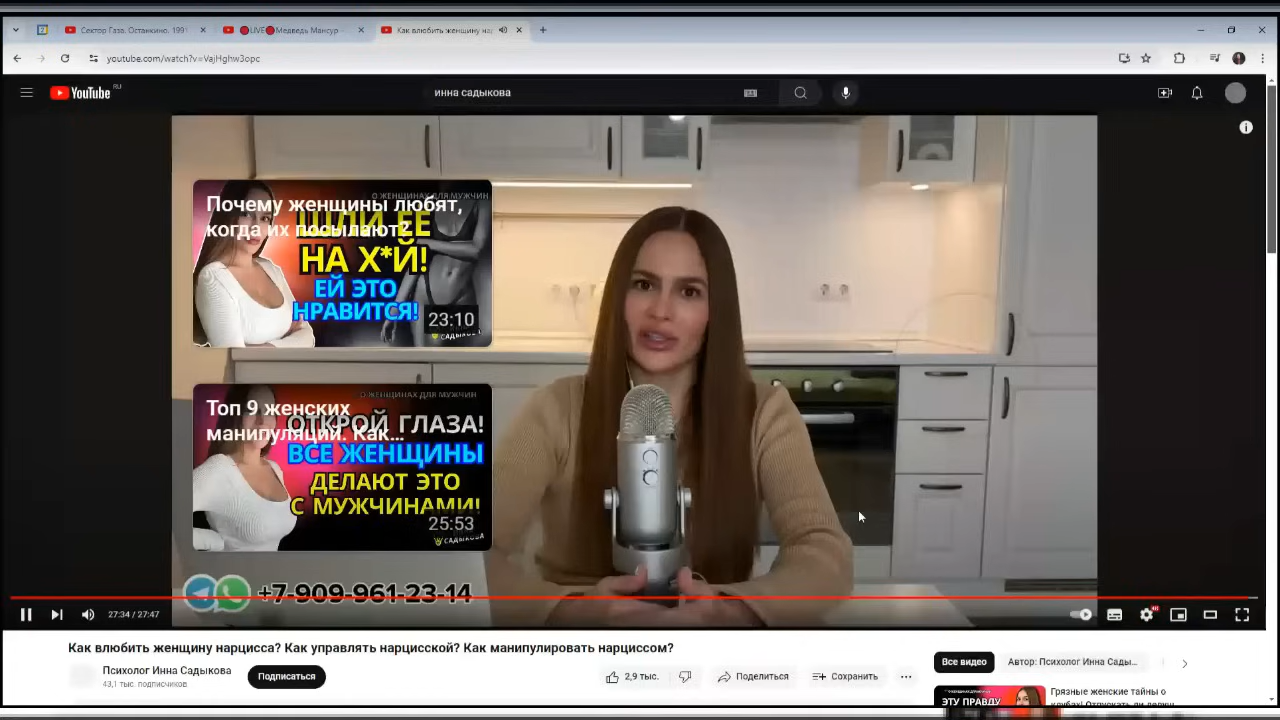 Сектор Газа. Останкино. 1991
LIVE Медведь Мансур -
Как влюбить женщину нарц
youtube.com/watch?v=VajHghw3opc
YouTube RU
инна садыкова
О ЖЕНЩИНАХ ДЛЯ МУЖЧИН
Почему женщины любят,
когда их посылают?
ШЛИ ЕЁ
НА Х*Й!
ЕЙ ЭТО
НРАВИТСЯ!
23:10
САДЫКОВА
О ЖЕНЩИНАХ ДЛЯ МУЖЧИН
Топ 9 женских
манипуляций. Как...
ОТКРОЙ ГЛАЗА!
ВСЕ ЖЕНЩИНЫ
ДЕЛАЮТ ЭТО
С МУЖЧИНАМИ!
25:53
САДЫКОВА
+7-909-961-23-14
27:34 / 27:47
Как влюбить женщину нарцисса? Как управлять нарцисской? Как манипулировать нарциссом?
Психолог Инна Садыкова
43,1 тыс. подписчиков
Подписаться
2,9 тыс.
Поделиться
Сохранить
Все видео
Автор: Психолог Инна Сады...
Грязные женские тайны о
ЭТУ ПРАВДУ